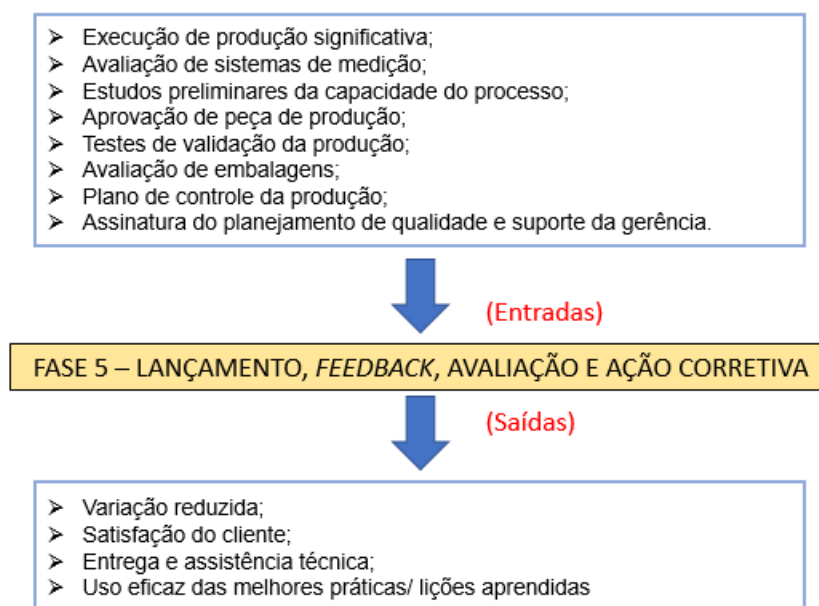 ➤ Execução de produção significativa;
➤ Avaliação de sistemas de medição;
➤ Estudos preliminares da capacidade do processo;
➤ Aprovação de peça de produção;
➤ Testes de validação da produção;
➤ Avaliação de embalagens;
➤ Plano de controle da produção;
➤ Assinatura do planejamento de qualidade e suporte da gerência.
(Entradas)
FASE 5 – LANÇAMENTO, FEEDBACK, AVALIAÇÃO E AÇÃO CORRETIVA
(Saídas)
➤ Variação reduzida;
➤ Satisfação do cliente;
➤ Entrega e assistência técnica;
➤ Uso eficaz das melhores práticas/ lições aprendidas